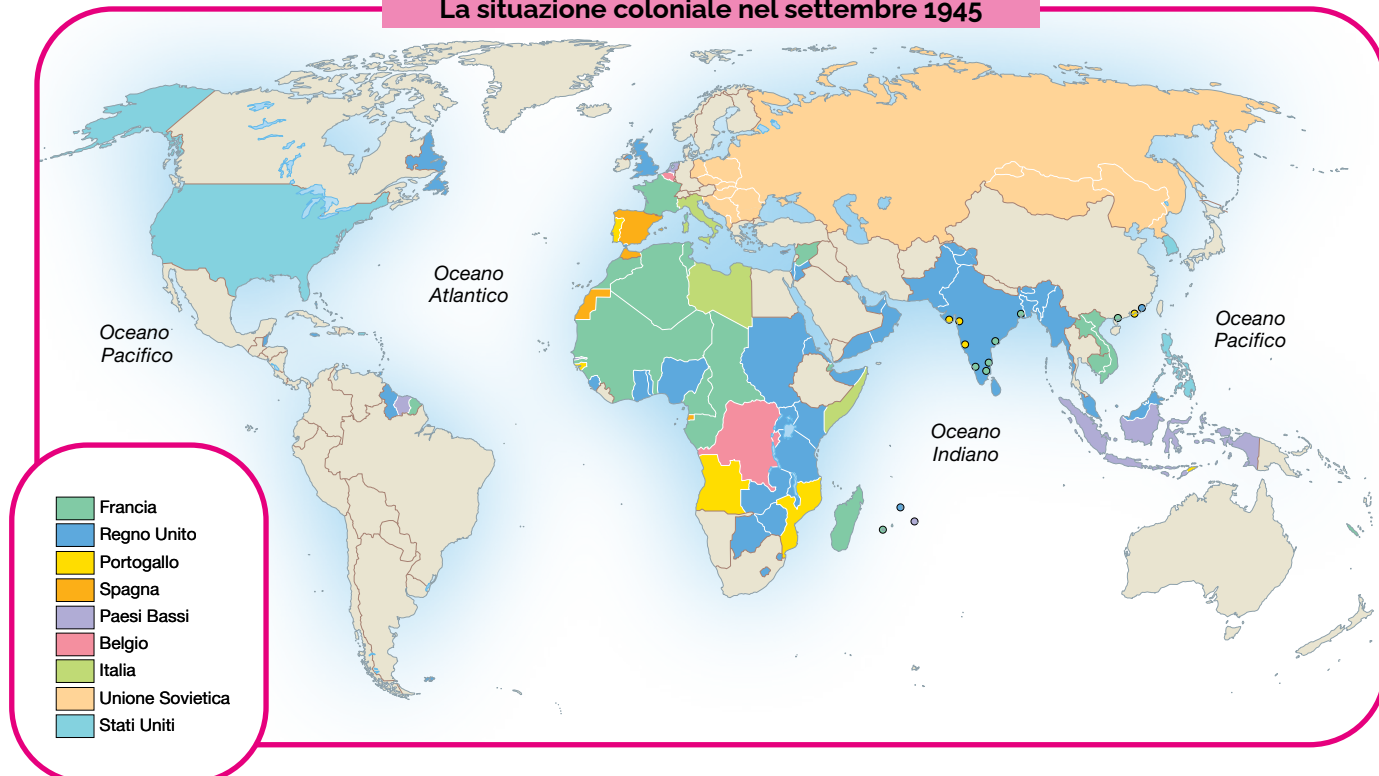 La situazione coloniale nel settembre 1945
Oceano
Atlantico
Oceano
Pacifico
Oceano
Pacifico
Oceano
Indiano
Francia
Regno Unito
Portogallo
Spagna
Paesi Bassi
Belgio
Italia
Unione Sovietica
Stati Uniti